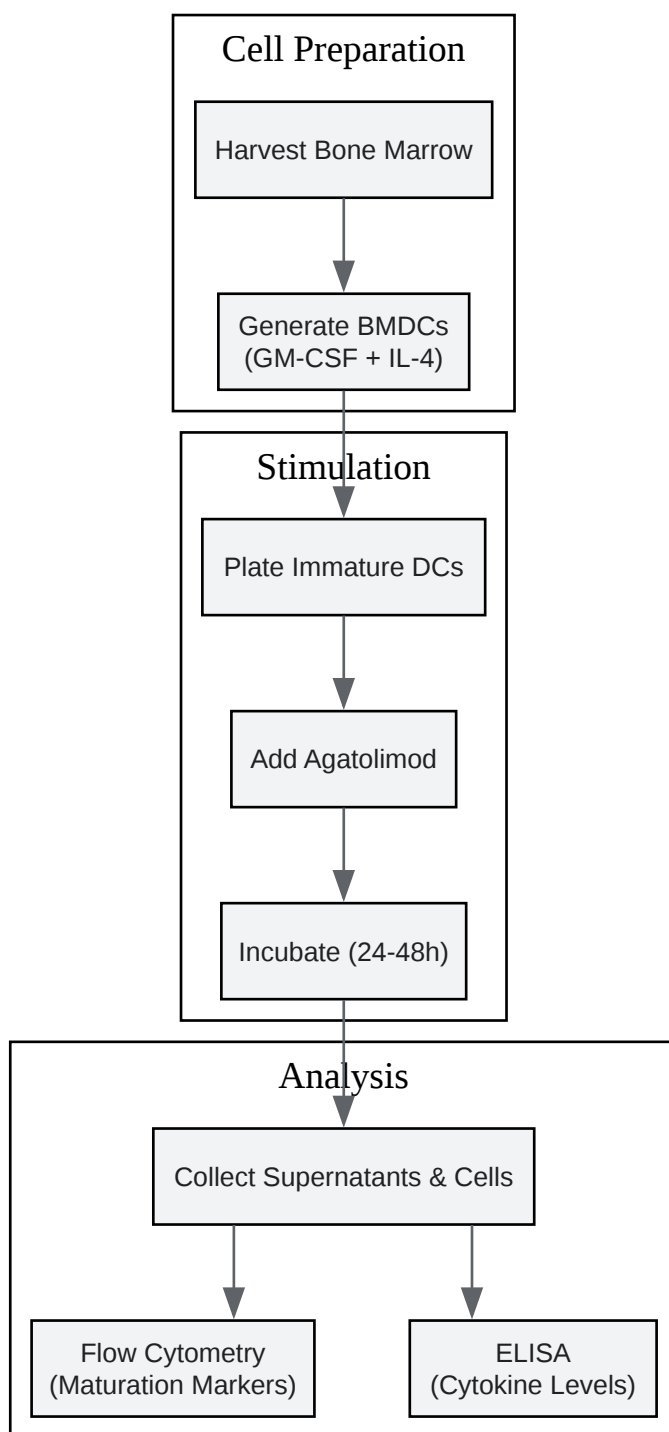 Cell Preparation
Harvest Bone Marrow
Generate BMDCs
(GM-CSF + IL-4)
Stimulation
Plate Immature DCs
Add Agatolimod
Incubate (24-48h)
Analysis
Collect Supernatants & Cells
Flow Cytometry
(Maturation Markers)
ELISA
(Cytokine Levels)